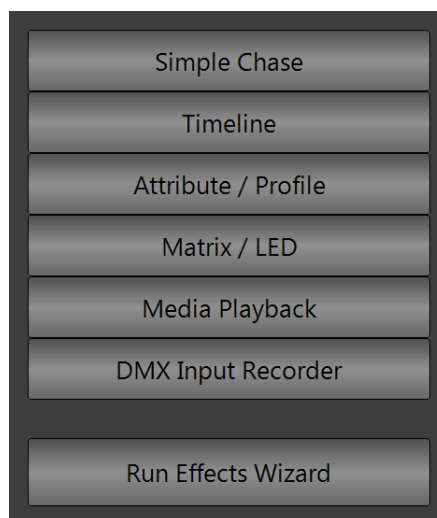 Simple Chase
Timeline
Attribute / Profile
Matrix / LED
Media Playback
DMX Input Recorder
Run Effects Wizard